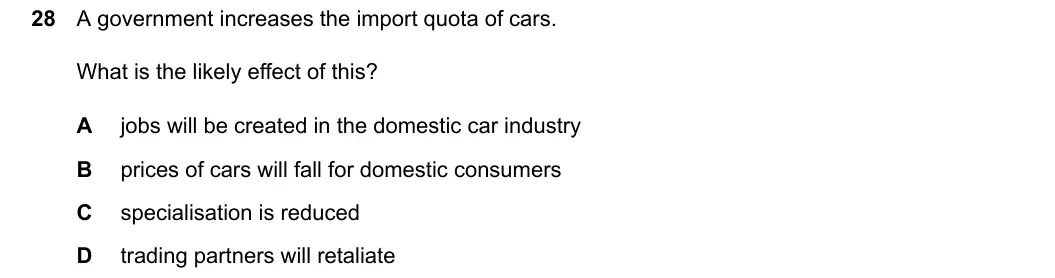 28 A government increases the import quota of cars.
What is the likely effect of this?
A jobs will be created in the domestic car industry
B prices of cars will fall for domestic consumers
C specialisation is reduced
D trading partners will retaliate